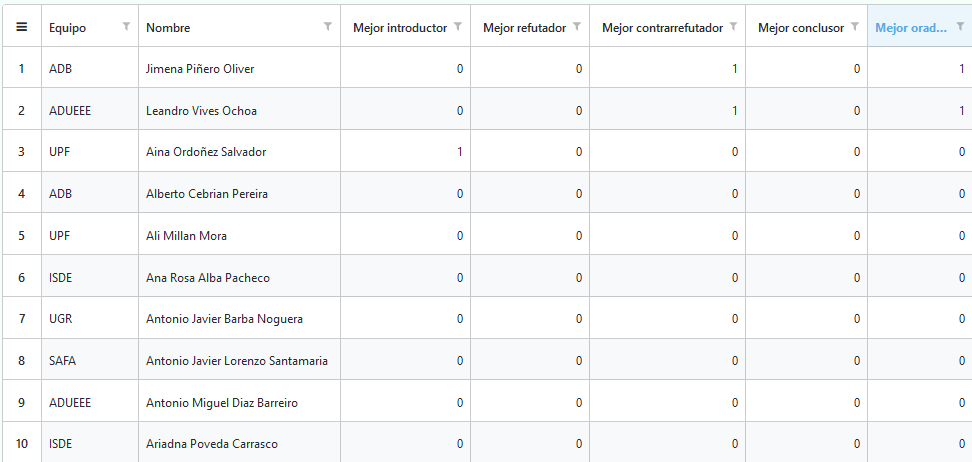 Equipo Nombre Mejor introductor Mejor refutador Mejor contrarrefutador Mejor conclusor Mejor orad...
1 ADB Jimena Piñero Oliver 0 0 1 0 1
2 ADUEEE Leandro Vives Ochoa 0 0 1 0 1
3 UPF Aina Ordoñez Salvador 1 0 0 0 0
4 ADB Alberto Cebrian Pereira 0 0 0 0 0
5 UPF Ali Millan Mora 0 0 0 0 0
6 ISDE Ana Rosa Alba Pacheco 0 0 0 0 0
7 UGR Antonio Javier Barba Noguera 0 0 0 0 0
8 SAFA Antonio Javier Lorenzo Santamaria 0 0 0 0 0
9 ADUEEE Antonio Miguel Diaz Barreiro 0 0 0 0 0
10 ISDE Ariadna Poveda Carrasco 0 0 0 0 0